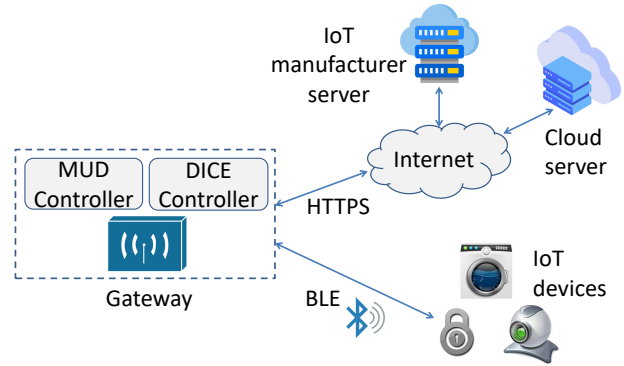 IoT
manufacturer
server
Cloud
server
Internet
MUD
Controller
DICE
Controller
HTTPS
Gateway
BLE
IoT
devices